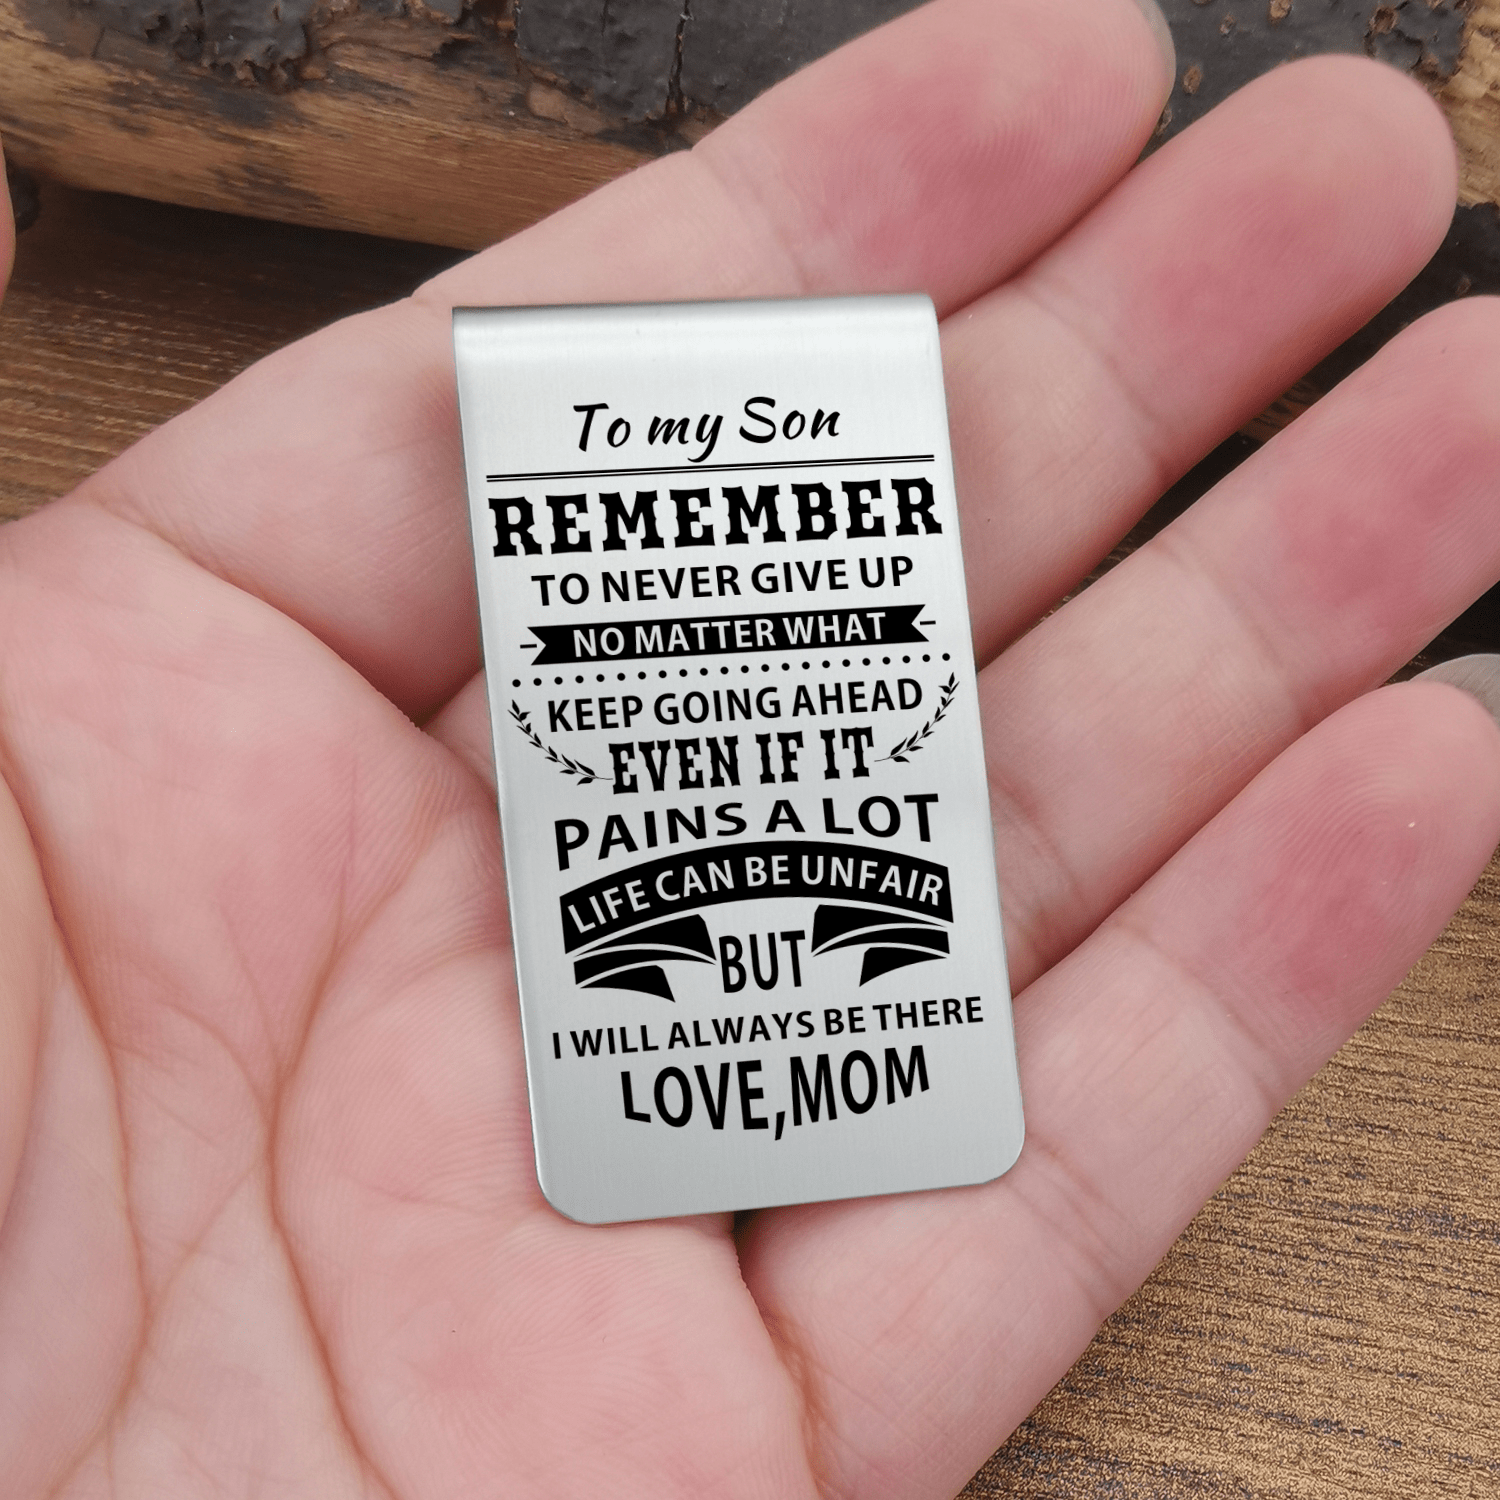 To my Son
REMEMBER
TO NEVER GIVE UP
NO MATTER WHAT
KEEP GOING AHEAD
EVEN IF IT
PAINS A LOT
LIFE CAN BE UNFAIR
BUT
I WILL ALWAYS BE THERE
LOVE,MOM